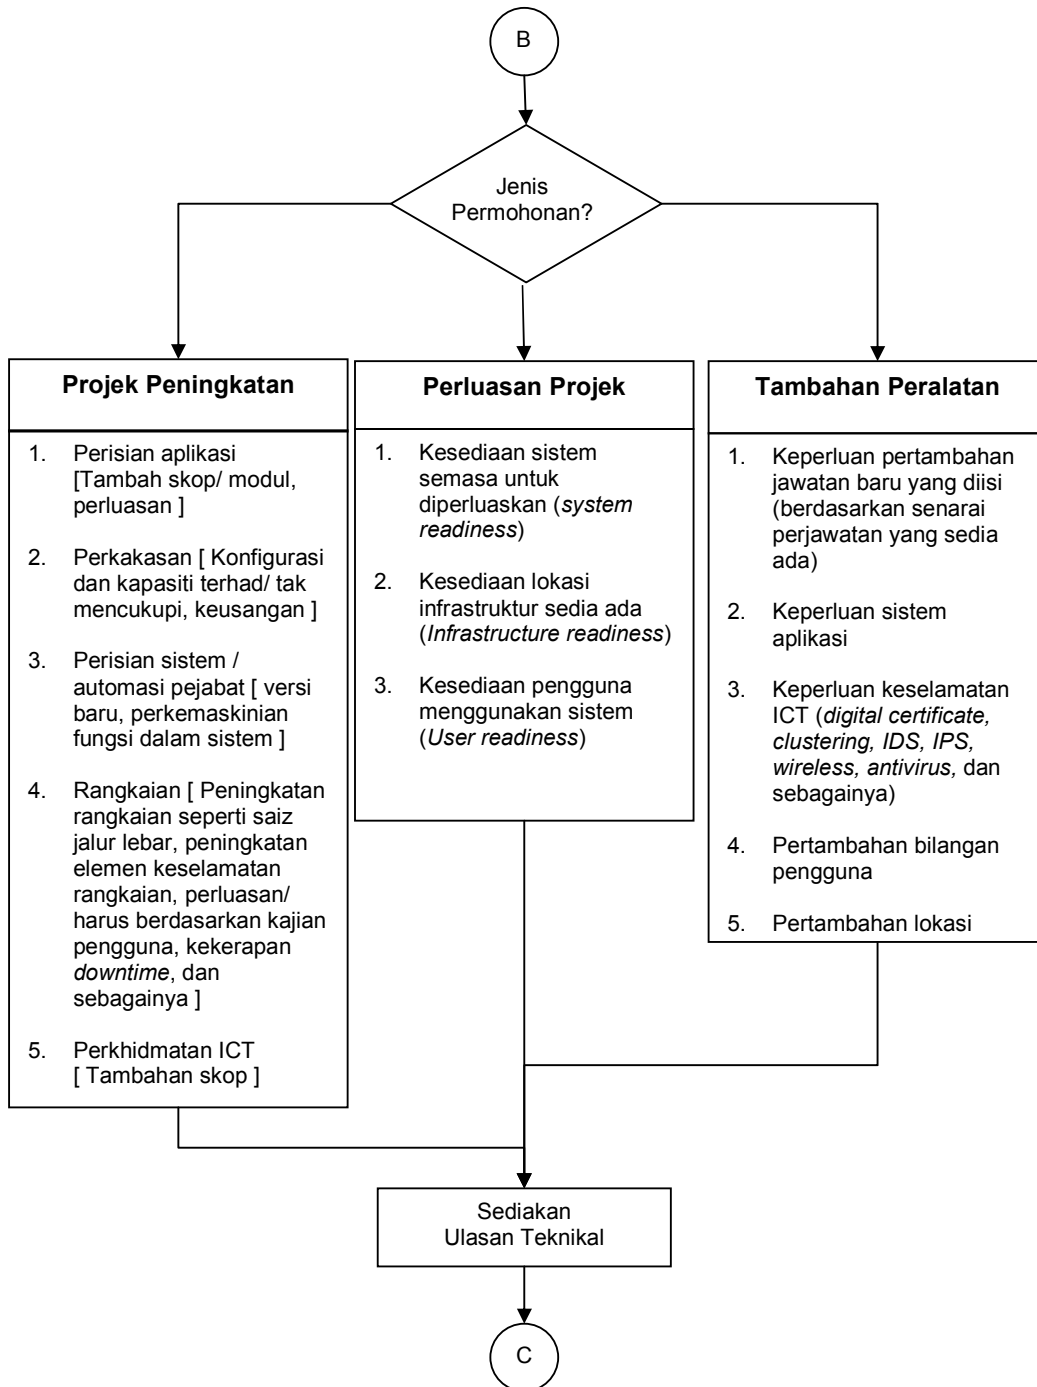 B
Jenis
Permohonan?
Projek Peningkatan
1. Perisian aplikasi
[Tambah skop/ modul,
perluasan ]
2. Perkakasan [ Konfigurasi
dan kapasiti terhad/ tak
mencukupi, keusangan ]
3. Perisian sistem /
automasi pejabat [ versi
baru, perkemaskinian
fungsi dalam sistem ]
4. Rangkaian [ Peningkatan
rangkaian seperti saiz
jalur lebar, peningkatan
elemen keselamatan
rangkaian, perluasan/
harus berdasarkan kajian
pengguna, kekerapan
downtime, dan
sebagainya ]
5. Perkhidmatan ICT
[ Tambahan skop ]
Perluasan Projek
1. Kesediaan sistem
semasa untuk
diperluaskan (system
readiness)
2. Kesediaan lokasi
infrastruktur sedia ada
(Infrastructure readiness)
3. Kesediaan pengguna
menggunakan sistem
(User readiness)
Tambahan Peralatan
1. Keperluan pertambahan
jawatan baru yang diisi
(berdasarkan senarai
perjawatan yang sedia
ada)
2. Keperluan sistem
aplikasi
3. Keperluan keselamatan
ICT (digital certificate,
clustering, IDS, IPS,
wireless, antivirus, dan
sebagainya)
4. Pertambahan bilangan
pengguna
5. Pertambahan lokasi
Sediakan
Ulasan Teknikal
C